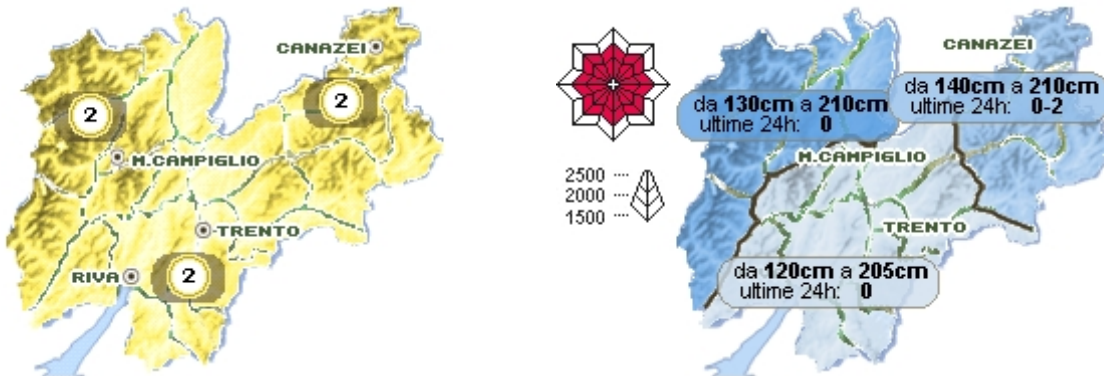 CANAZEI
2
2
M.CAMPIGLIO
TRENTO
2
RIVA
CANAZEI
da 140cm a 210cm
ultime 24h: 0-2
da 130cm a 210cm
ultime 24h: 0
M.CAMPIGLIO
2500
2000
1500
TRENTO
da 120cm a 205cm
ultime 24h: 0